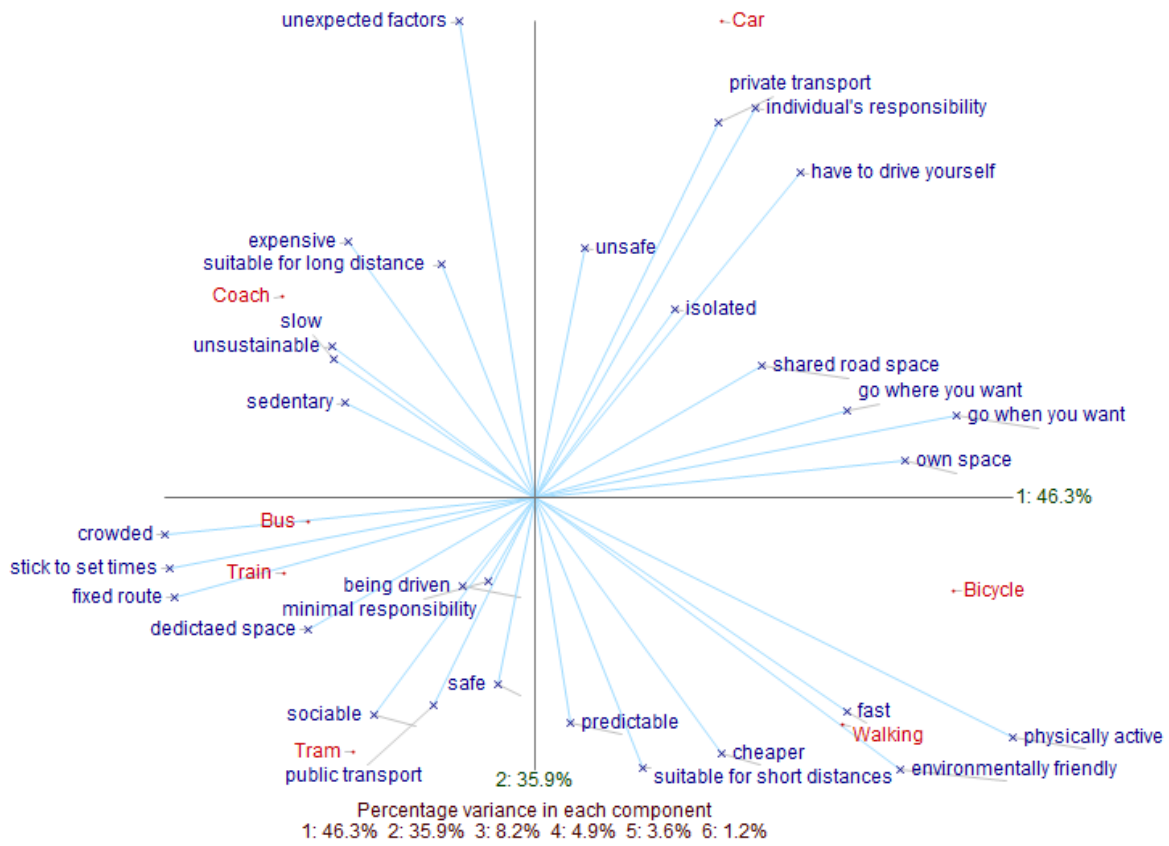 unexpected factors
Car
private transport
individual's responsibility
have to drive yourself
expensive
unsafe
suitable for long distance
Coach
isolated
slow
unsustainable
shared road space
go where you want
sedentary
go when you want
own space
1: 46.3%
Bus
crowded
stick to set times
Train
being driven
Bicycle
fixed route
minimal responsibility
dedictaed space
safe
sociable
fast
predictable
Walking
physically active
Tram
cheaper
public transport
2: 35.9%
suitable for short distances
environmentally friendly
Percentage variance in each component
1: 46.3% 2: 35.9% 3: 8.2% 4: 4.9% 5: 3.6% 6: 1.2%